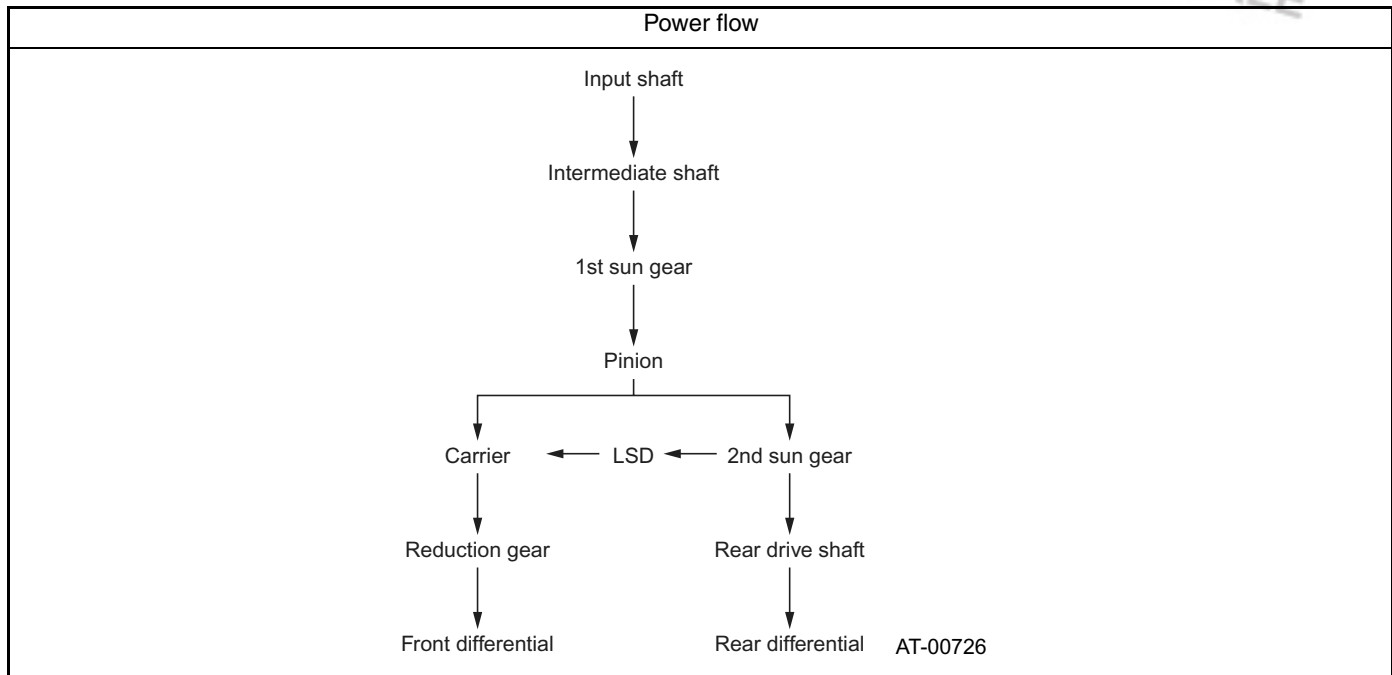 Power flow
Input shaft
Intermediate shaft
1st sun gear
Pinion
Carrier LSD 2nd sun gear
Reduction gear Rear drive shaft
Front differential Rear differential AT-00726